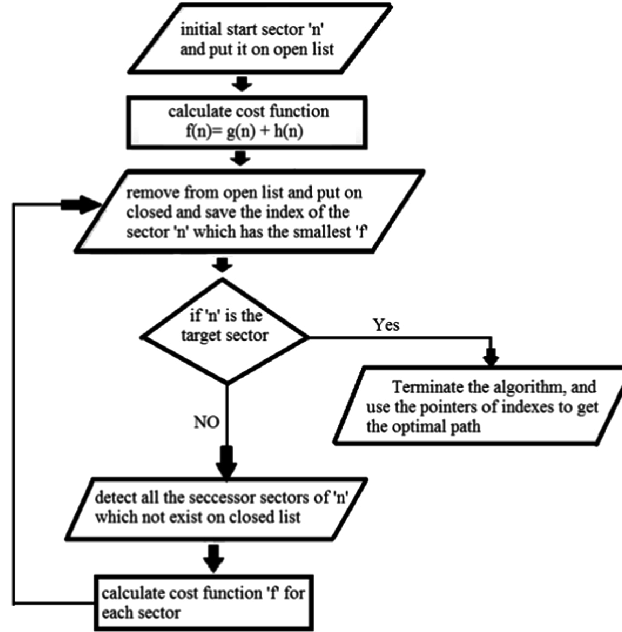 initial start sector 'n'
and put it on open list
calculate cost function
f(n)= g(n) + h(n)
remove from open list and put on
closed and save the index of the
sector 'n' which has the smallest 'f'
if 'n' is the
target sector
Yes
Terminate the algorithm, and
use the pointers of indexes to get
the optimal path
NO
detect all the seccessor sectors of 'n'
which not exist on closed list
calculate cost function 'f' for
each sector